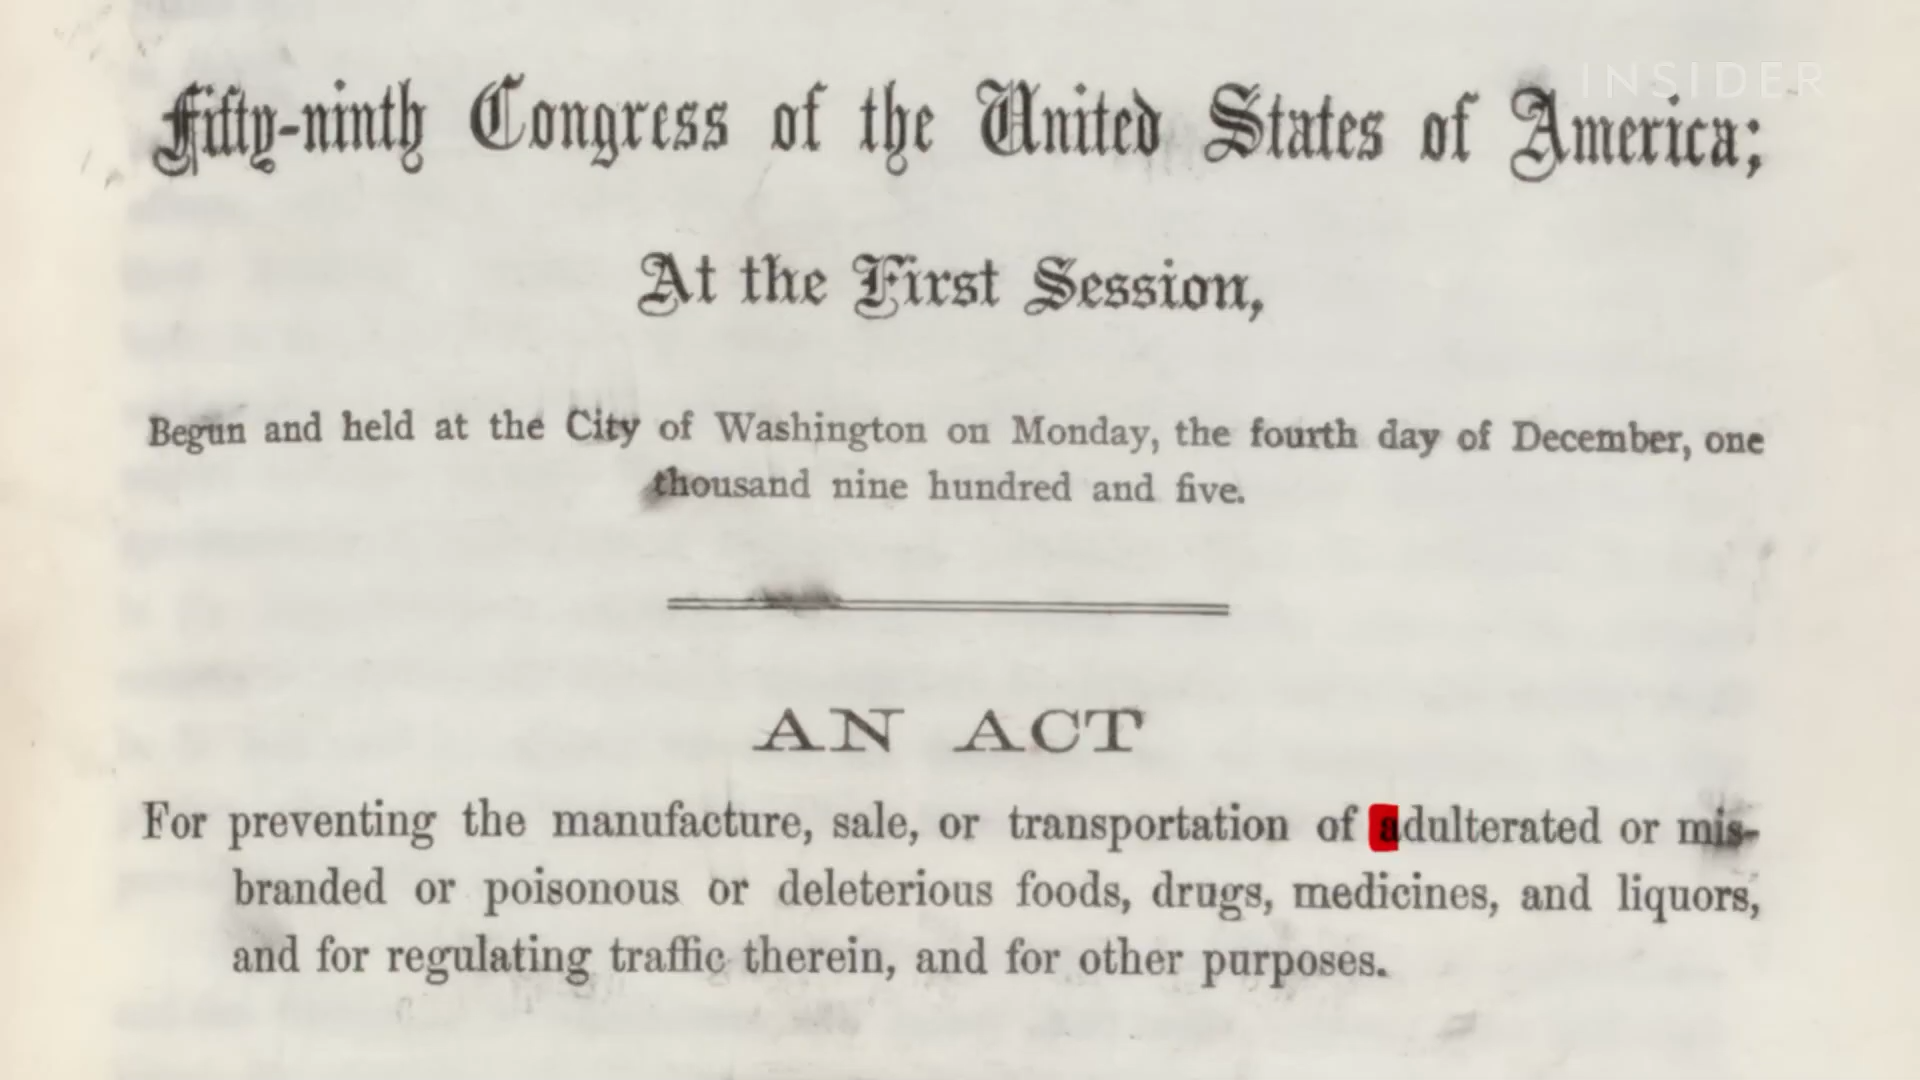 INSIDER
Fifty-ninth Congress of the United States of America;
At the First Session,
Begun and held at the City of Washington on Monday, the fourth day of December, one
thousand nine hundred and five.
AN ACT
For preventing the manufacture, sale, or transportation of adulterated or mis-
branded or poisonous or deleterious foods, drugs, medicines, and liquors,
and for regulating traffic therein, and for other purposes.